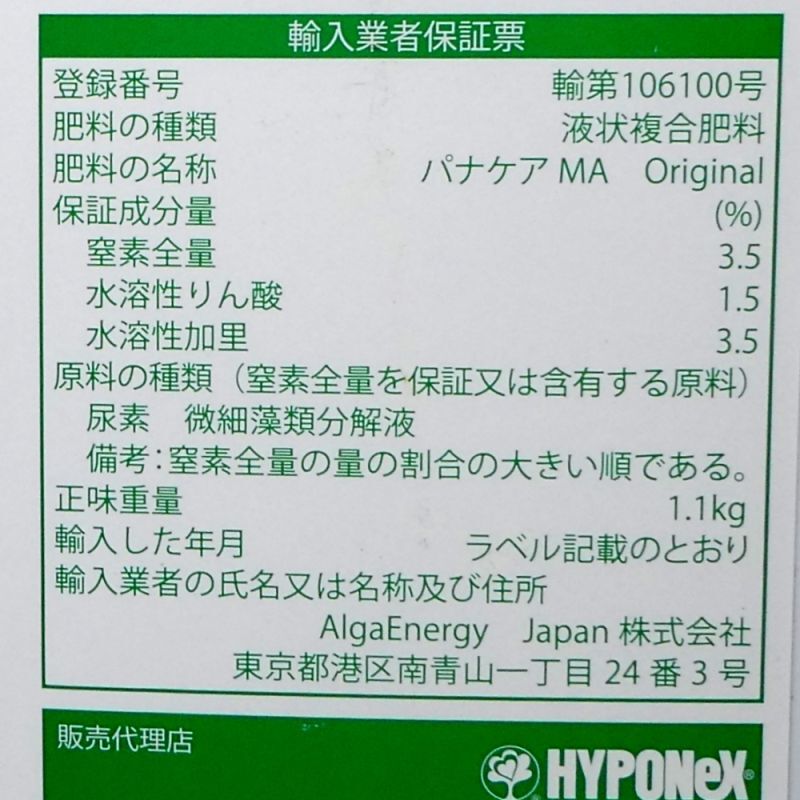 輸入業者保証票
登録番号 輸第106100号
肥料の種類 液状複合肥料
肥料の名称 パナケア MA Original
保証成分量 (%)
窒素全量 3.5
水溶性りん酸 1.5
水溶性加里 3.5
原料の種類（窒素全量を保証又は含有する原料）
尿素 微細藻類分解液
備考：窒素全量の量の割合の大きい順である。
正味重量 1.1kg
輸入した年月 ラベル記載のとおり
輸入業者の氏名又は名称及び住所
AlgaEnergy Japan 株式会社
東京都港区南青山一丁目 24 番 3 号
販売代理店
HYPONeX®